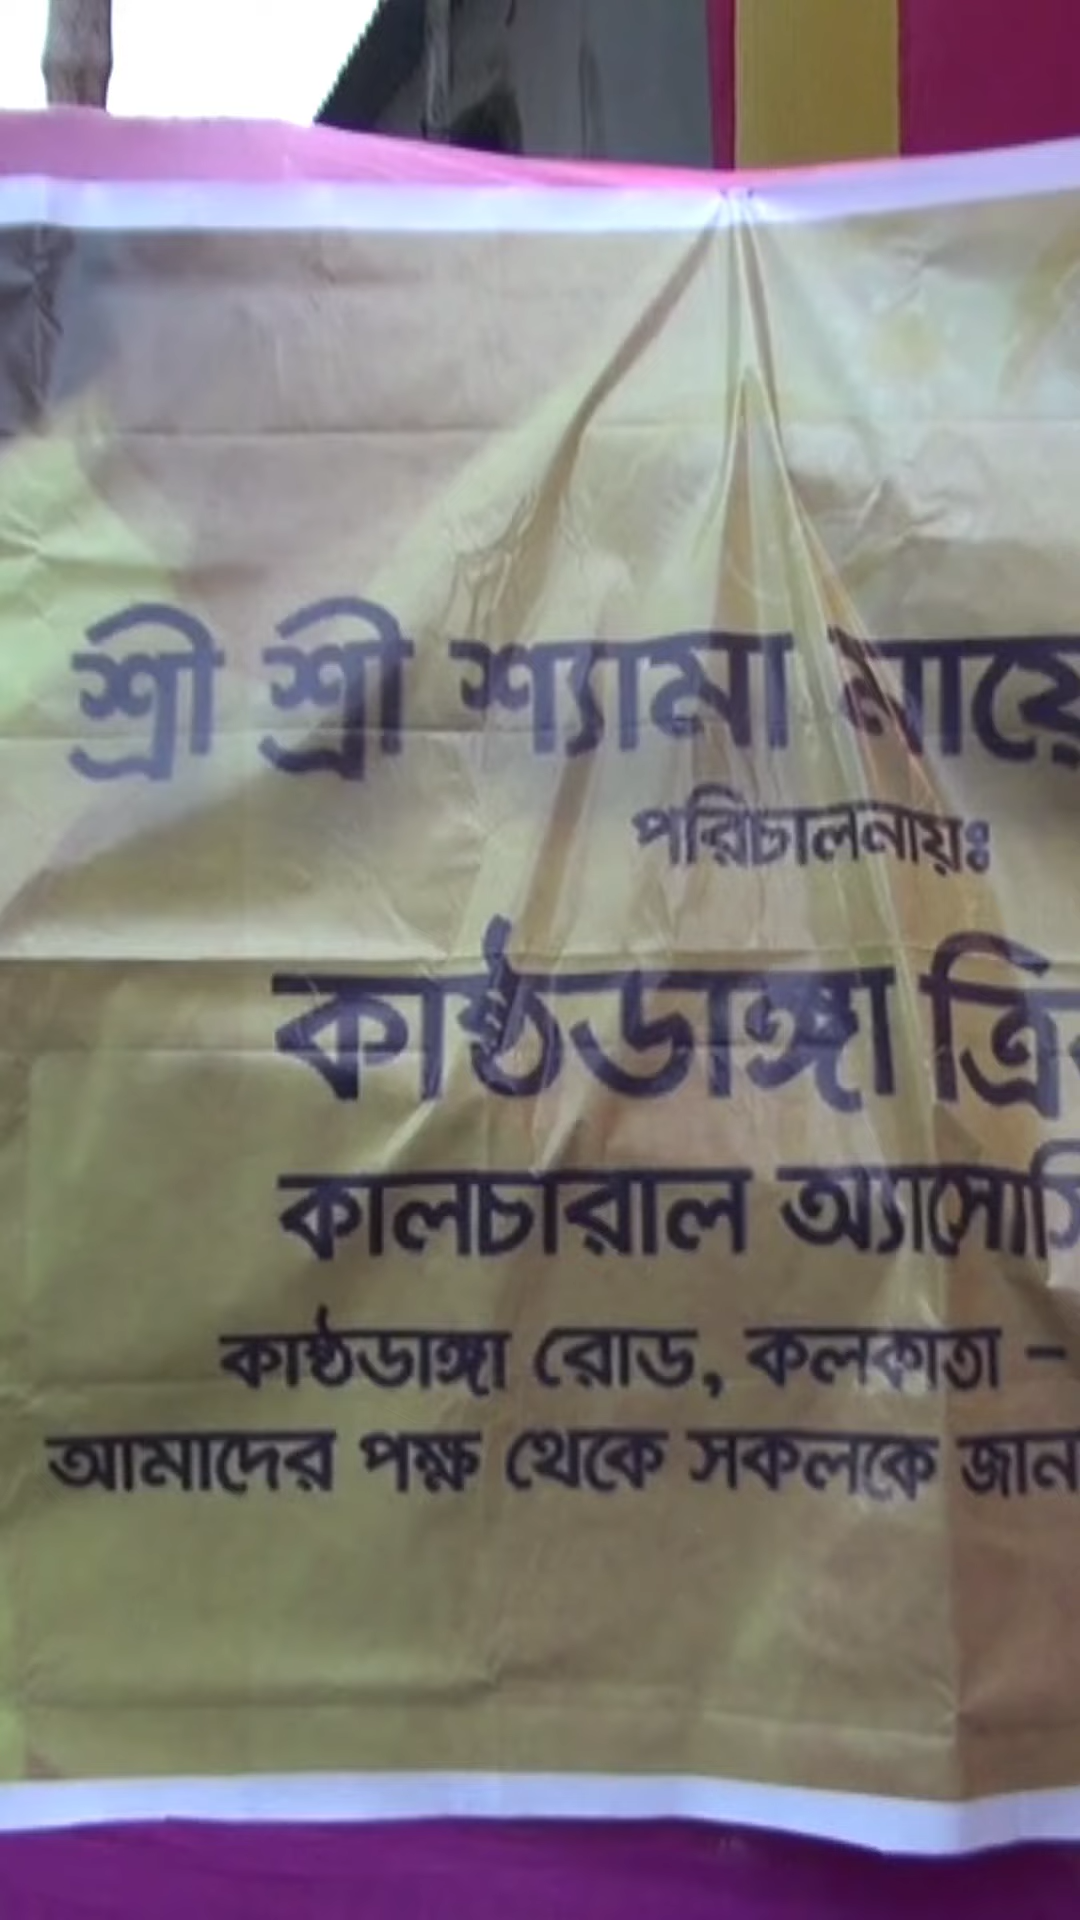 শ্রী শ্রী শ্যামা মায়ে
পরিচালনায়ঃ
কাষ্ঠডাঙ্গা ত্রি
কালচারাল অ্যাসোসি
কাষ্ঠডাঙ্গা রোড, কলকাতা –
আমাদের পক্ষ থেকে সকলকে জান